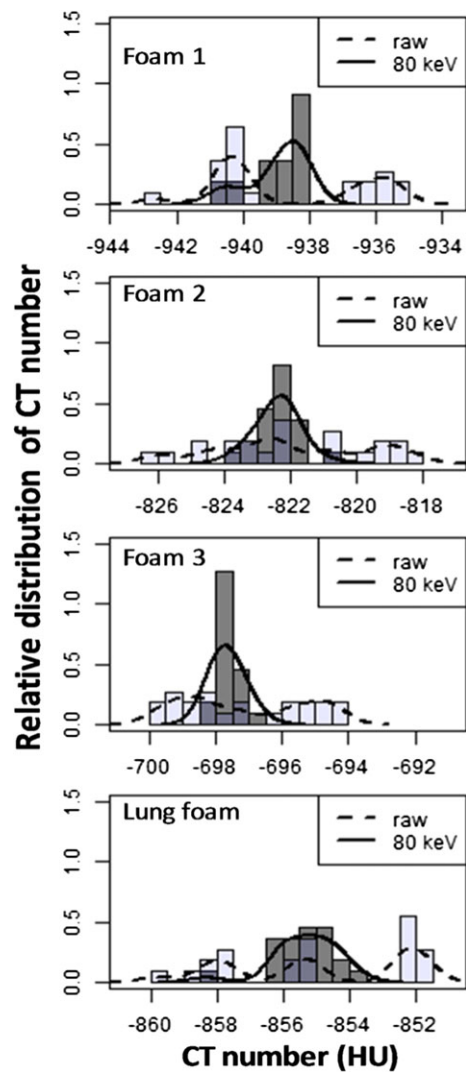 Relative distribution of CT number
Foam 1
raw
80 keV
0.0 0.5 1.0 1.5
-944 -942 -940 -938 -936 -934
Foam 2
raw
80 keV
0.0 0.5 1.0 1.5
-826 -824 -822 -820 -818
Foam 3
raw
80 keV
0.0 0.5 1.0 1.5
-700 -698 -696 -694 -692
Lung foam
raw
80 keV
0.0 0.5 1.0 1.5
-860 -858 -856 -854 -852
CT number (HU)